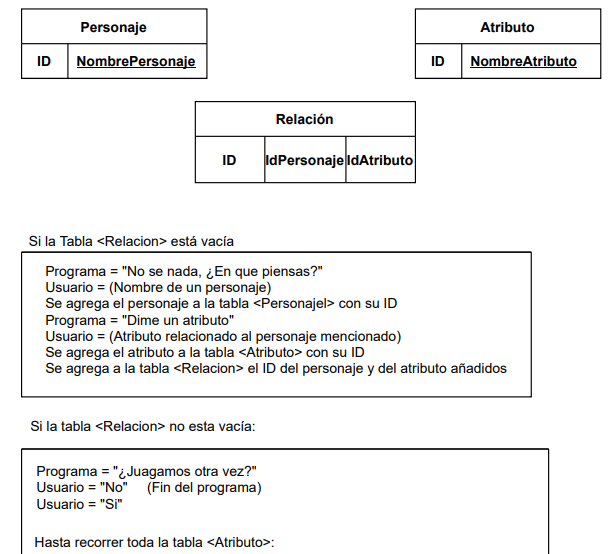 Personaje
Atributo
ID NombrePersonaje
ID NombreAtributo
Relación
ID IdPersonaje IdAtributo
Si la Tabla <Relacion> está vacía
Programa = "No se nada, ¿En que piensas?"
Usuario = (Nombre de un personaje)
Se agrega el personaje a la tabla <Personajel> con su ID
Programa = "Dime un atributo"
Usuario = (Atributo relacionado al personaje mencionado)
Se agrega el atributo a la tabla <Atributo> con su ID
Se agrega a la tabla <Relacion> el ID del personaje y del atributo añadidos
Si la tabla <Relacion> no esta vacía:
Programa = "¿Juagamos otra vez?"
Usuario = "No" (Fin del programa)
Usuario = "Si"
Hasta recorrer toda la tabla <Atributo>: